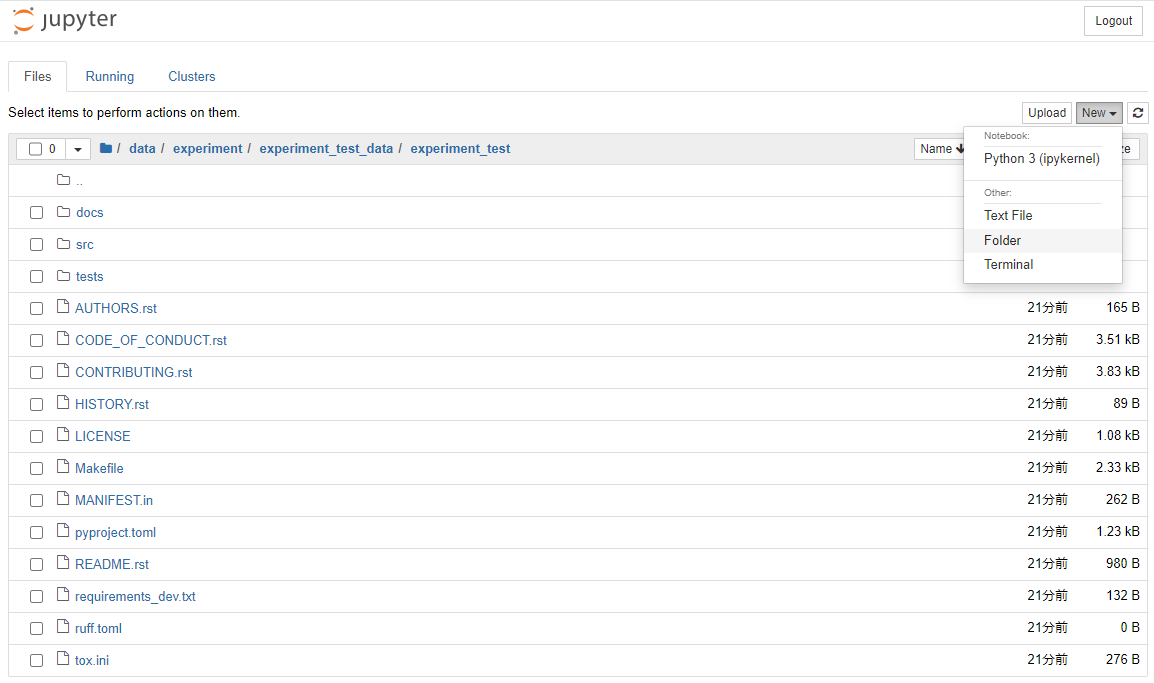 jupyter
Logout
Files Running Clusters
Select items to perform actions on them.
Upload New
0 / data / experiment / experiment_test_data / experiment_test
Name
ze
Notebook:
Python 3 (ipykernel)
Other:
Text File
Folder
Terminal
..
docs
src
tests
AUTHORS.rst 21分前 165 B
CODE_OF_CONDUCT.rst 21分前 3.51 kB
CONTRIBUTING.rst 21分前 3.83 kB
HISTORY.rst 21分前 89 B
LICENSE 21分前 1.08 kB
Makefile 21分前 2.33 kB
MANIFEST.in 21分前 262 B
pyproject.toml 21分前 1.23 kB
README.rst 21分前 980 B
requirements_dev.txt 21分前 132 B
ruff.toml 21分前 0 B
tox.ini 21分前 276 B